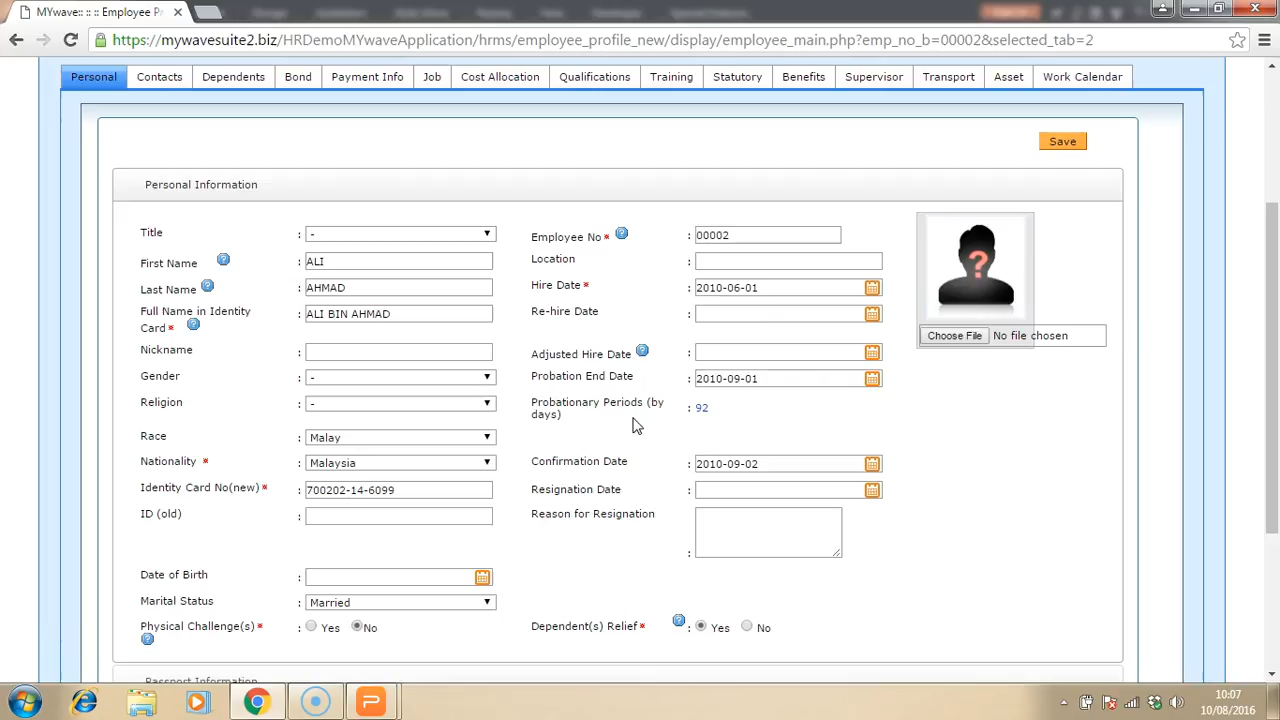 MYwave:: :: :: Employee P
https://mywavesuite2.biz/HRDemoMYwaveApplication/hrms/employee_profile_new/display/employee_main.php?emp_no_b=00002&selected_tab=2
Personal Contacts Dependents Bond Payment Info Job Cost Allocation Qualifications Training Statutory Benefits Supervisor Transport Asset Work Calendar
Save
Personal Information
Title : - Employee No* : 00002
First Name : ALI Location :
Last Name : AHMAD Hire Date * : 2010-06-01
Full Name in Identity
Card* : ALI BIN AHMAD Re-hire Date :
Choose File No file chosen
Nickname : Adjusted Hire Date :
Gender : - Probation End Date : 2010-09-01
Religion : - Probationary Periods (by
days) : 92
Race : Malay
Nationality * : Malaysia Confirmation Date : 2010-09-02
Identity Card No(new)* : 700202-14-6099 Resignation Date :
ID (old) : Reason for Resignation :
Date of Birth :
Marital Status : Married
Physical Challenge(s)* : Yes No Dependent(s) Relief* : Yes No
Passport Information
10:07
10/08/2016